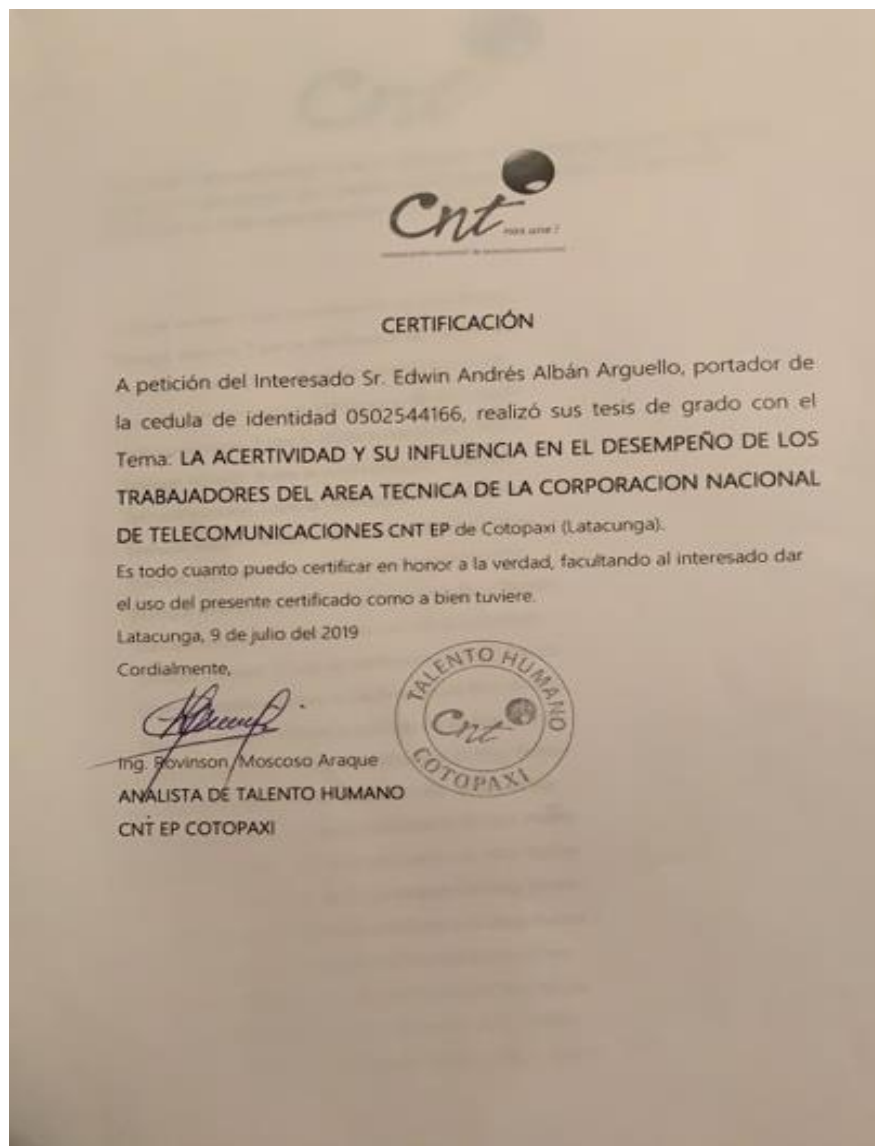 Cnt
nos une!
CERTIFICACIÓN
A petición del Interesado Sr. Edwin Andrés Albán Arguello, portador de
la cedula de identidad 0502544166, realizó sus tesis de grado con el
Tema: LA ACERTIVIDAD Y SU INFLUENCIA EN EL DESEMPEÑO DE LOS
TRABAJADORES DEL AREA TECNICA DE LA CORPORACION NACIONAL
DE TELECOMUNICACIONES CNT EP de Cotopaxi (Latacunga).
Es todo cuanto puedo certificar en honor a la verdad, facultando al interesado dar
el uso del presente certificado como a bien tuviere.
Latacunga, 9 de julio del 2019
Cordialmente,
TALENTO HUMANO
Cnt
COTOPAXI
Ing. Rovinson Moscoso Araque
ANALISTA DE TALENTO HUMANO
CNT EP COTOPAXI